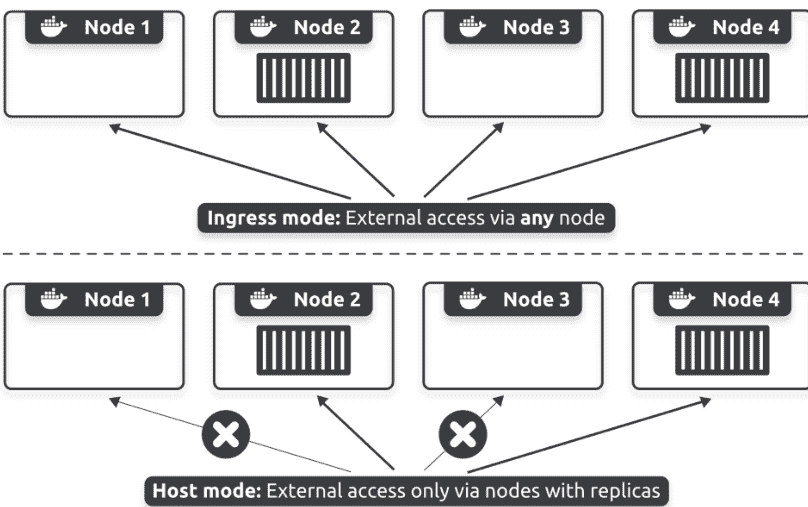 Node 1
Node 2
Node 3
Node 4
Ingress mode: External access via any node
Node 1
Node 2
Node 3
Node 4
Host mode: External access only via nodes with replicas